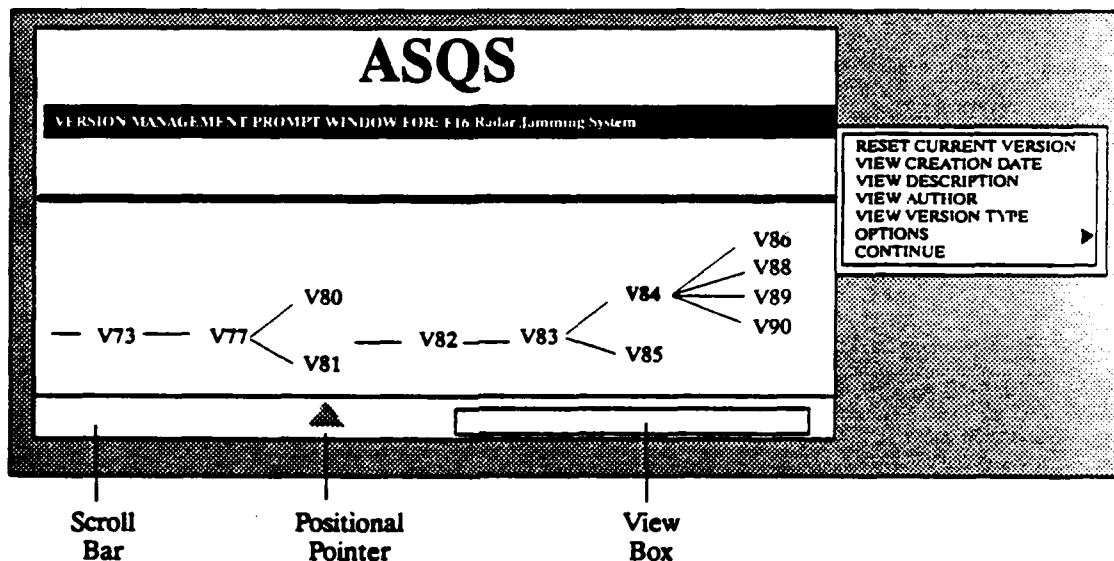 ASQS
VERSION MANAGEMENT PROMPT WINDOW FOR: F16 Radar Jamming System
RESET CURRENT VERSION
VIEW CREATION DATE
VIEW DESCRIPTION
VIEW AUTHOR
VIEW VERSION TYPE
OPTIONS
CONTINUE
V86
V88
V80 V84 V89
V73 V77 V82 V83 V90
V81 V85
Scroll Positional View
Bar Pointer Box